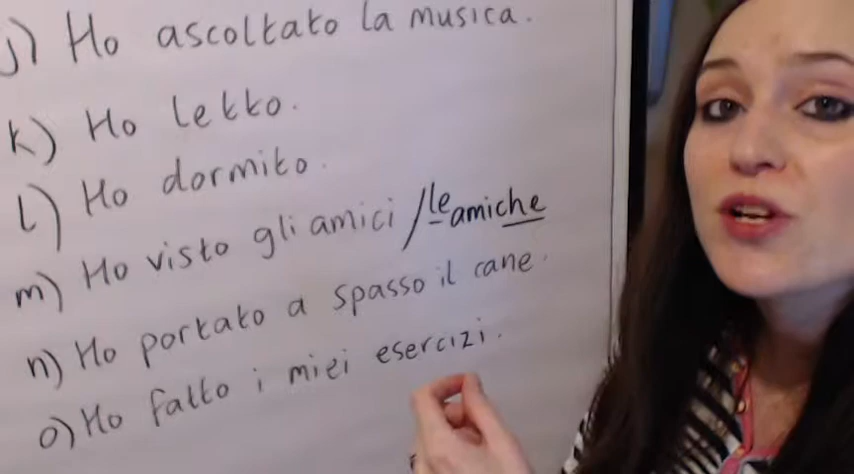 j) Ho ascoltato la musica.
k) Ho letto.
l) Ho dormito.
m) Ho visto gli amici / le amiche
n) Ho portato a spasso il cane.
o) Ho fatto i miei esercizi.